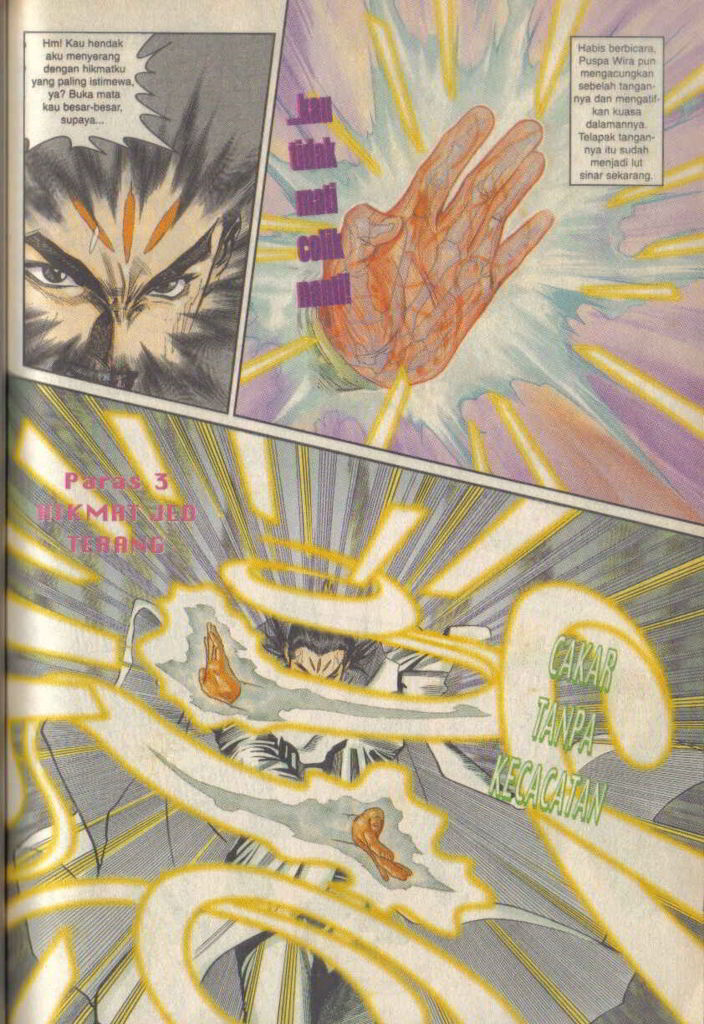 Hm! Kau hendak
aku menyerang
dengan hikmatku
yang paling istimewa,
ya? Buka mata
kau besar-besar,
supaya...
...kau
tidak
mati
celik
nanti!
Habis berbicara,
Puspa Wira pun
mengacungkan
sebelah tangan-
nya dan mengatif-
kan kuasa
dalamannya.
Telapak tangan-
nya itu sudah
menjadi lut
sinar sekarang.
Paras 3
HIKMAT JED
TERANG
CAKAR
TANPA
KECACATAN